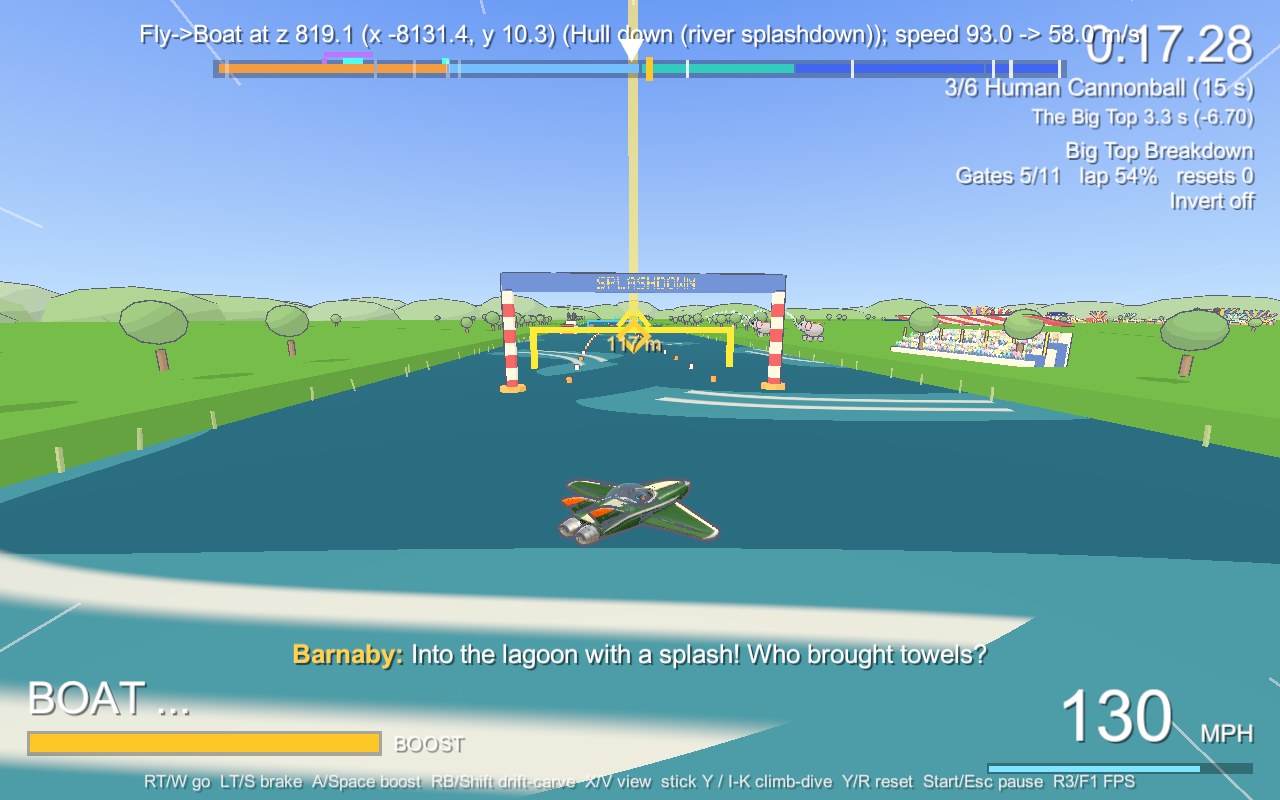 Fly->Boat at z 819.1 (x -8131.4, y 10.3) (Hull down (river splashdown)); speed 93.0 -> 58.0 m/s
0:17.28
3/6 Human Cannonball (15 s)
The Big Top 3.3 s (-6.70)
Big Top Breakdown
Gates 5/11 lap 54% resets 0
Invert off
SPLASHDOWN
117 m
Barnaby: Into the lagoon with a splash! Who brought towels?
BOAT ...
BOOST
130 MPH
RT/W go LT/S brake A/Space boost RB/Shift drift-carve X/V view stick Y / I-K climb-dive Y/R reset Start/Esc pause R3/F1 FPS